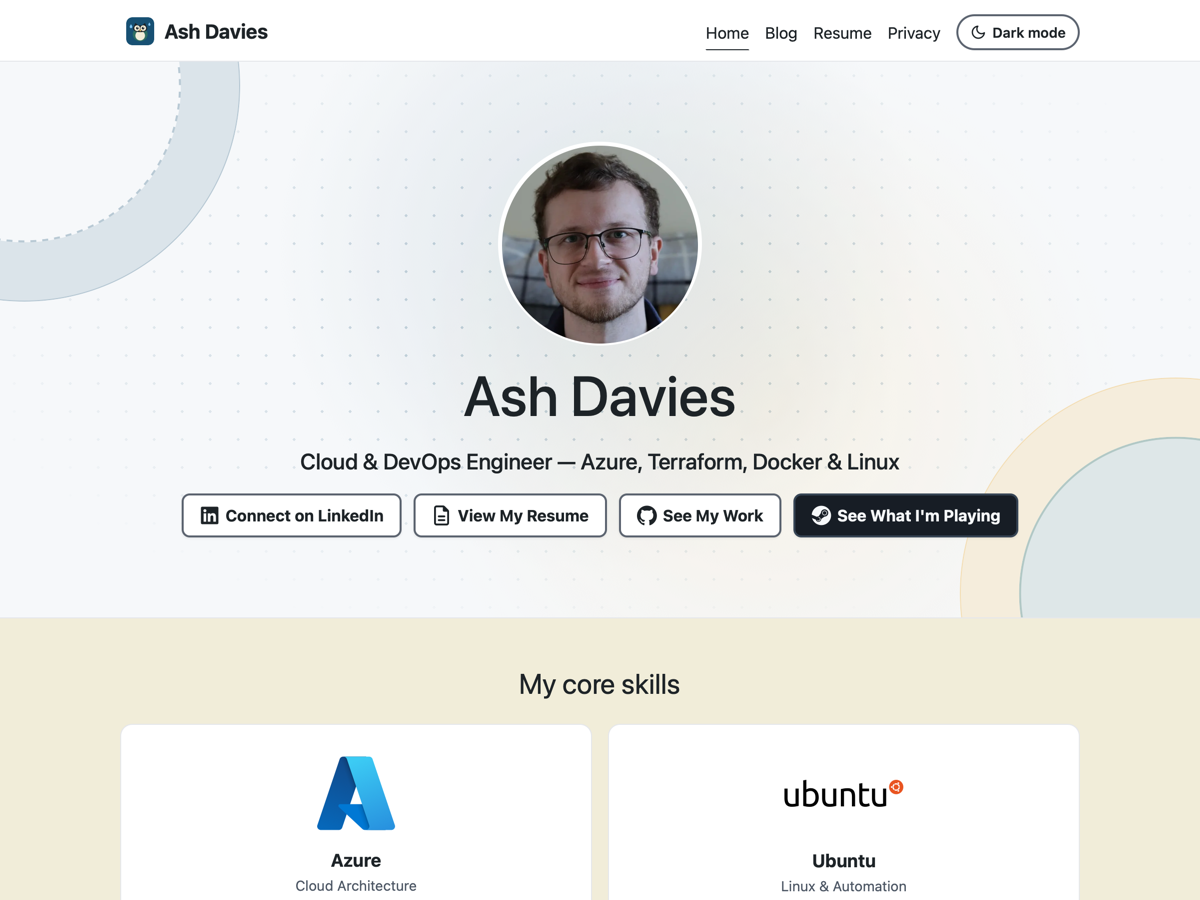 Ash Davies
Home Blog Resume Privacy Dark mode
Ash Davies
Cloud & DevOps Engineer — Azure, Terraform, Docker & Linux
Connect on LinkedIn View My Resume See My Work See What I'm Playing
My core skills
ubuntu
Azure Ubuntu
Cloud Architecture Linux & Automation